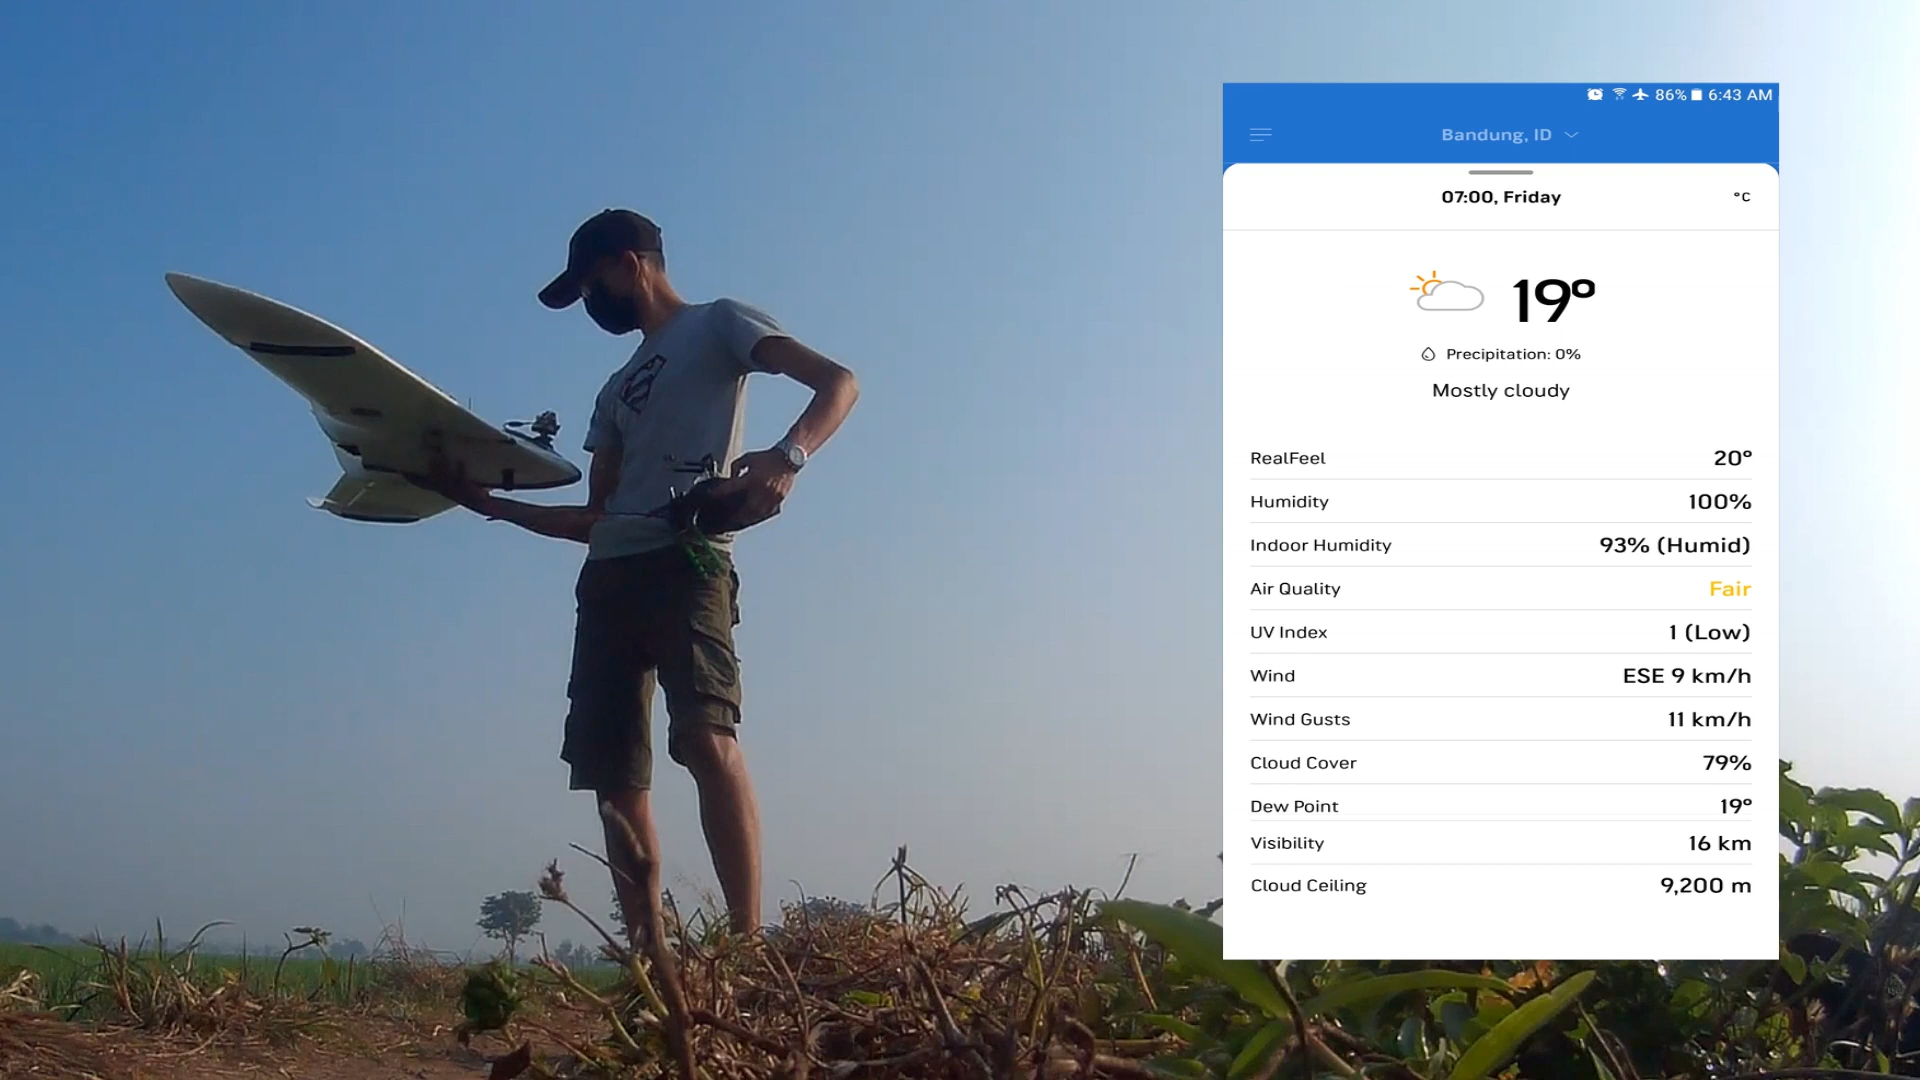 86% 6:43 AM
Bandung, ID
07:00, Friday
°C
19°
Precipitation: 0%
Mostly cloudy
RealFeel 20°
Humidity 100%
Indoor Humidity 93% (Humid)
Air Quality Fair
UV Index 1 (Low)
Wind ESE 9 km/h
Wind Gusts 11 km/h
Cloud Cover 79%
Dew Point 19°
Visibility 16 km
Cloud Ceiling 9,200 m